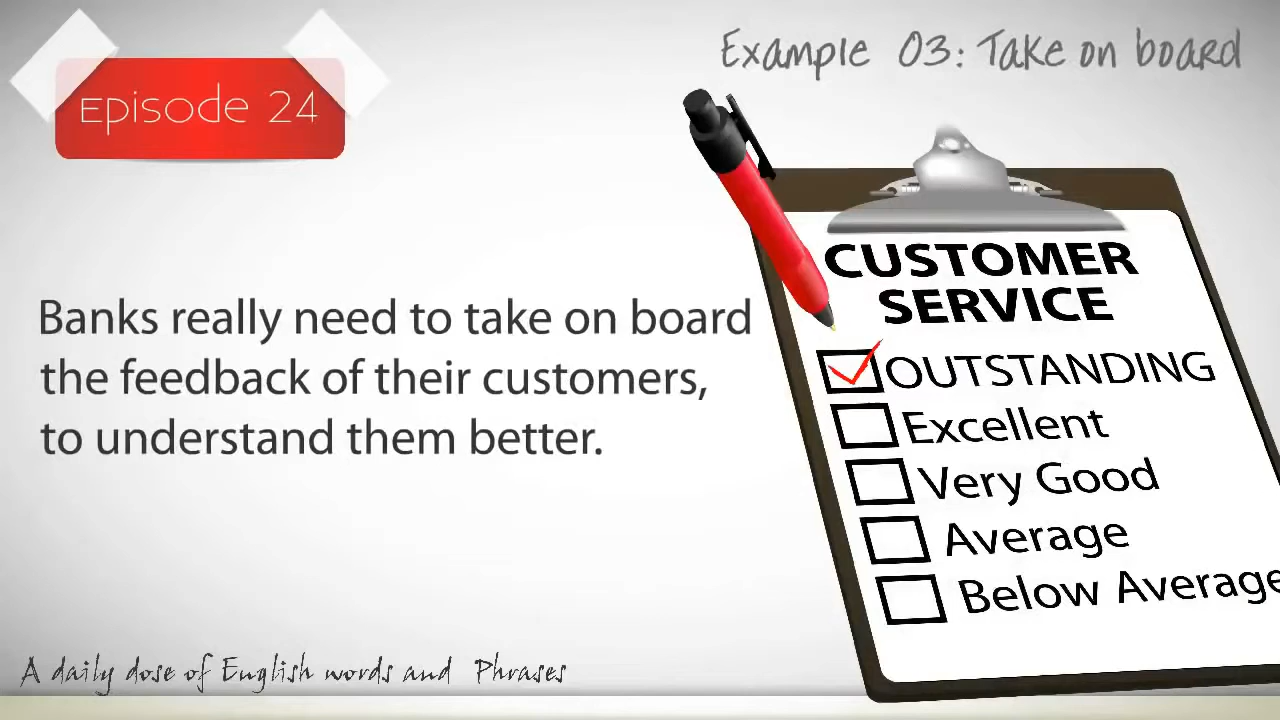 Episode 24
Example 03: Take on board
Banks really need to take on board
the feedback of their customers,
to understand them better.
CUSTOMER
SERVICE
OUTSTANDING
Excellent
Very Good
Average
Below Average
A daily dose of English words and Phrases